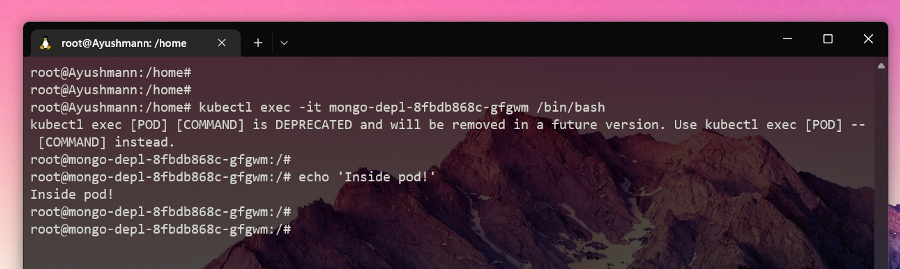 root@Ayushmann: /home
root@Ayushmann:/home#
root@Ayushmann:/home#
root@Ayushmann:/home# kubectl exec -it mongo-depl-8fbdb868c-gfgwm /bin/bash
kubectl exec [POD] [COMMAND] is DEPRECATED and will be removed in a future version. Use kubectl exec [POD] --
[COMMAND] instead.
root@mongo-depl-8fbdb868c-gfgwm:/#
root@mongo-depl-8fbdb868c-gfgwm:/# echo 'Inside pod!'
Inside pod!
root@mongo-depl-8fbdb868c-gfgwm:/#
root@mongo-depl-8fbdb868c-gfgwm:/#